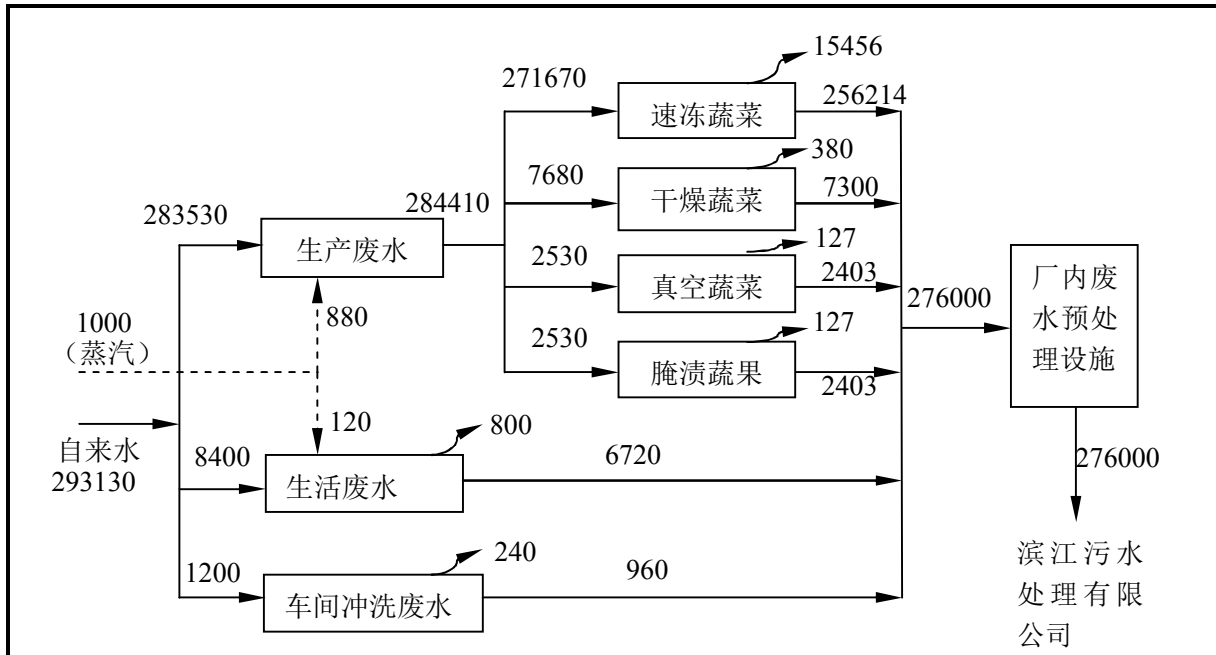 15456
271670
速冻蔬菜
256214
380
7680
干燥蔬菜
7300
283530
生产废水
284410
127
2530
真空蔬菜
2403
276000
厂内废
水预处
理设施
1000
（蒸汽）
880
127
2530
腌渍蔬果
2403
自来水
293130
120
800
8400
生活废水
6720
276000
240
1200
车间冲洗废水
960
滨江污水
处理有限
公司